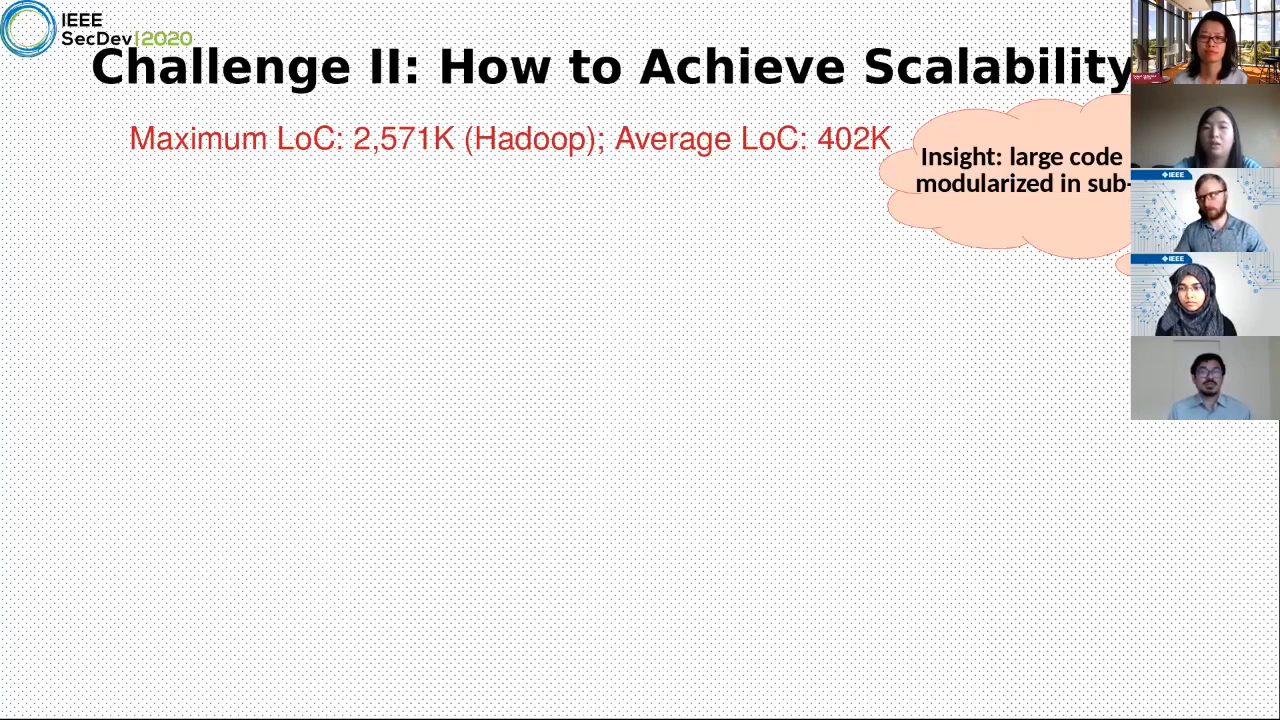 IEEE
SecDev|2020
Challenge II: How to Achieve Scalability
Maximum LoC: 2,571K (Hadoop); Average LoC: 402K
Insight: large code
modularized in sub-
IEEE
IEEE